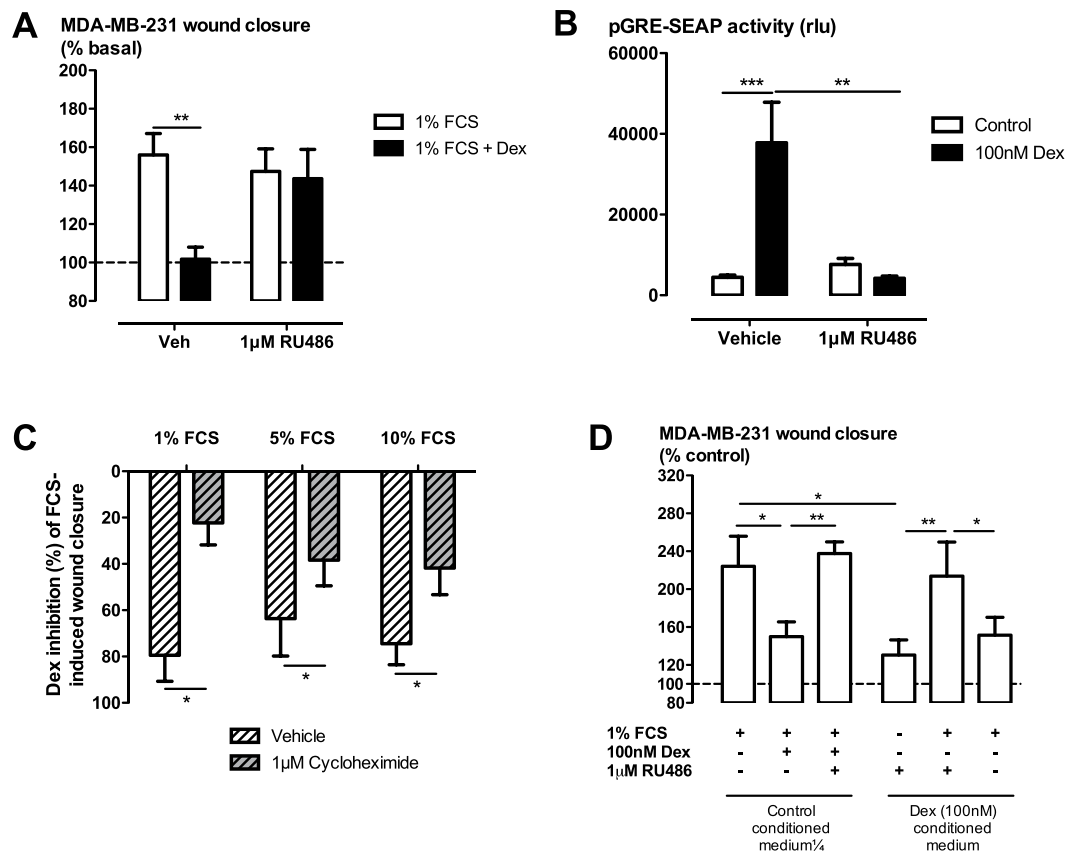 A
MDA-MB-231 wound closure
(% basal)
200
180
160
140
120
100
80
**
1% FCS
1% FCS + Dex
Veh
1µM RU486
B
pGRE-SEAP activity (rlu)
60000
40000
20000
0
***
**
Control
100nM Dex
Vehicle
1µM RU486
C
1% FCS
5% FCS
10% FCS
Dex inhibition (%) of FCS-
induced wound closure
0
20
40
60
80
100
*
*
*
Vehicle
1µM Cycloheximide
D
MDA-MB-231 wound closure
(% control)
320
280
240
200
160
120
100
80
*
*
**
**
*
1% FCS + + + - + +
100nM Dex - + + - - -
1µM RU486 - - + + + -
Control
conditioned
medium¼
Dex (100nM)
conditioned
medium